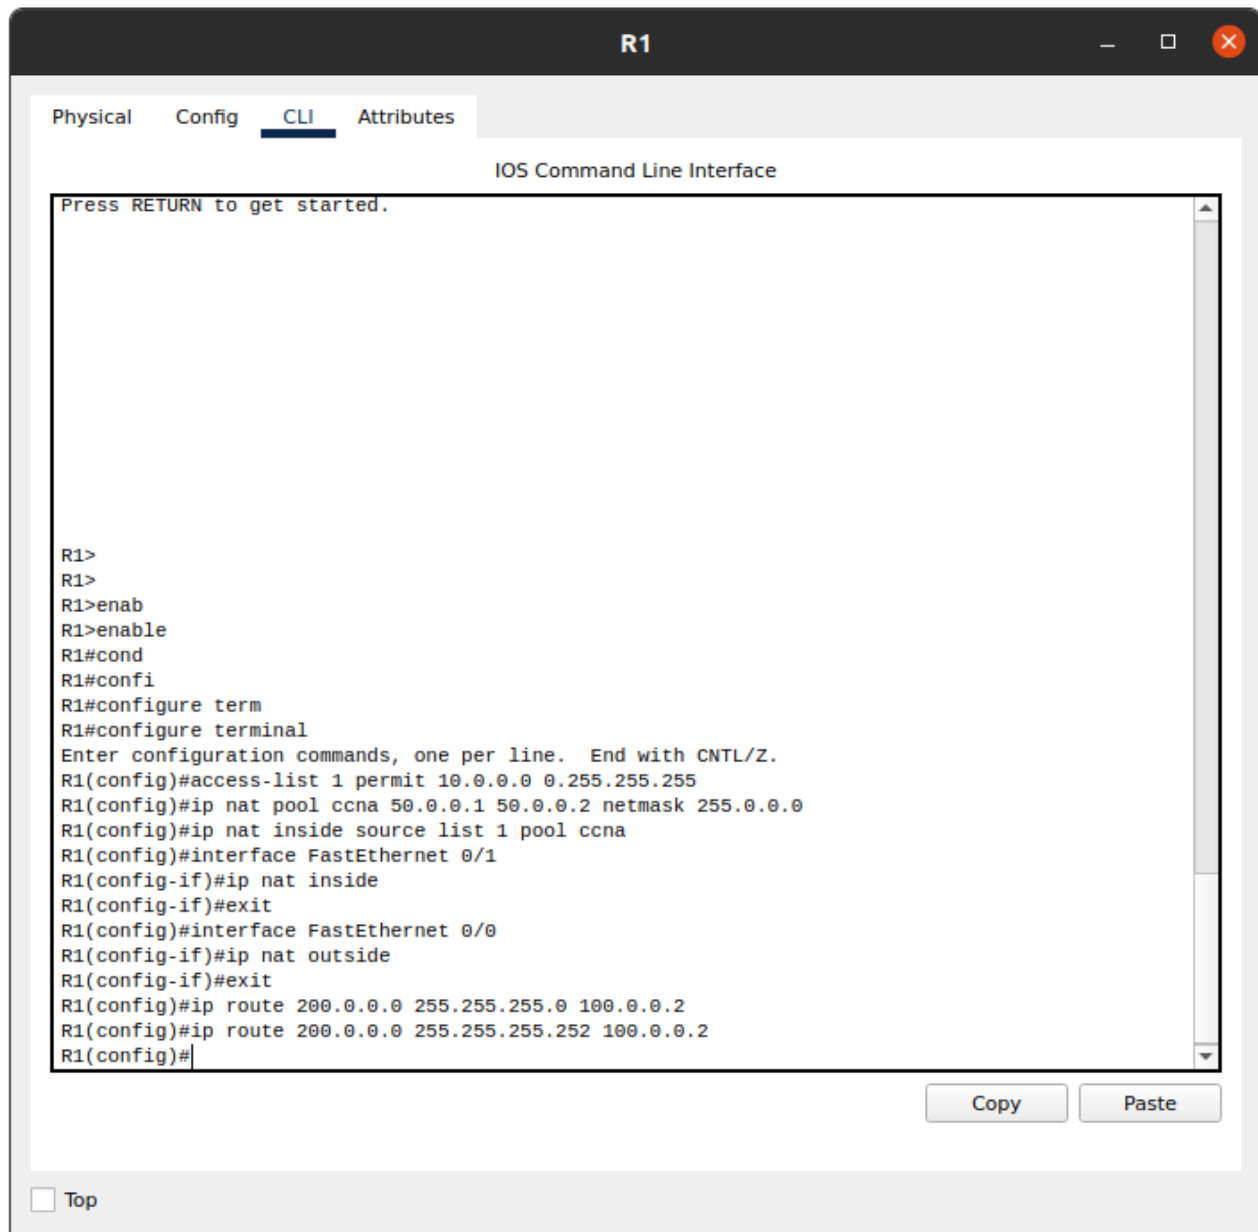 R1
Physical Config CLI Attributes
IOS Command Line Interface
Press RETURN to get started.
R1>
R1>
R1>enab
R1>enable
R1#cond
R1#confi
R1#configure term
R1#configure terminal
Enter configuration commands, one per line.  End with CNTL/Z.
R1(config)#access-list 1 permit 10.0.0.0 0.255.255.255
R1(config)#ip nat pool ccna 50.0.0.1 50.0.0.2 netmask 255.0.0.0
R1(config)#ip nat inside source list 1 pool ccna
R1(config)#interface FastEthernet 0/1
R1(config-if)#ip nat inside
R1(config-if)#exit
R1(config)#interface FastEthernet 0/0
R1(config-if)#ip nat outside
R1(config-if)#exit
R1(config)#ip route 200.0.0.0 255.255.255.0 100.0.0.2
R1(config)#ip route 200.0.0.0 255.255.255.252 100.0.0.2
R1(config)#
Copy Paste
Top